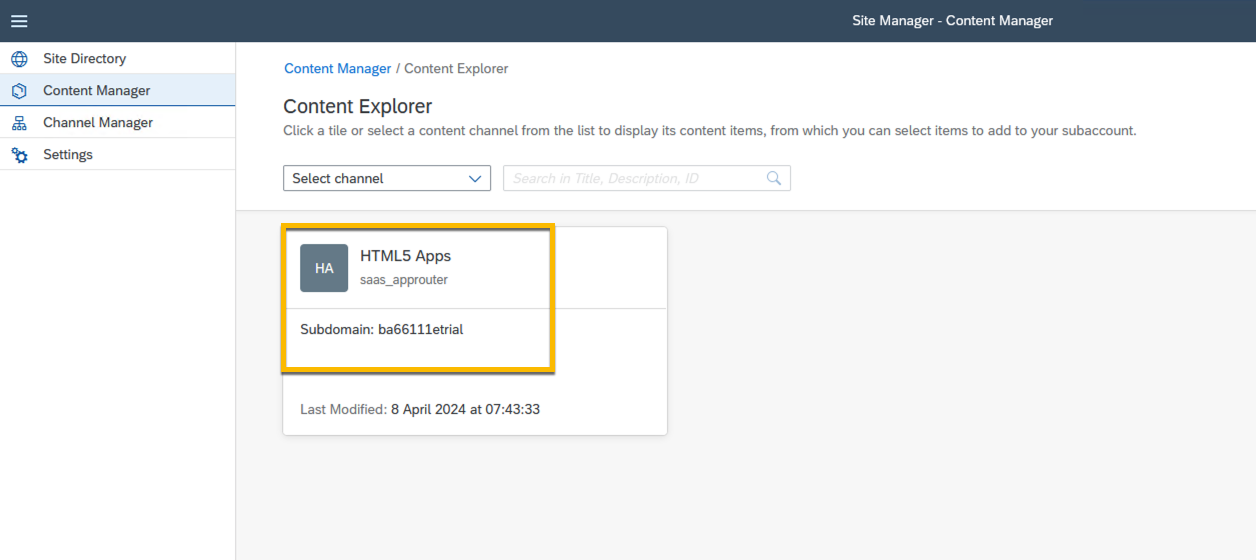 Site Manager - Content Manager
Site Directory
Content Manager
Channel Manager
Settings
Content Manager / Content Explorer
Content Explorer
Click a tile or select a content channel from the list to display its content items, from which you can select items to add to your subaccount.
Select channel
Search in Title, Description, ID
HA
HTML5 Apps
saas_approuter
Subdomain: ba66111etrial
Last Modified: 8 April 2024 at 07:43:33